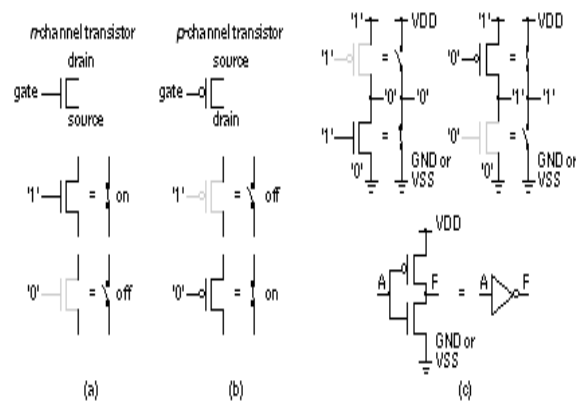 n-channel transistor
drain
gate
source
'1' = on
'0' = off
(a)
p-channel transistor
source
gate
drain
'1' = off
'0' = on
(b)
'1' VDD
'1' =
'0' '0'
'1' =
'0' GND or
VSS
'1' VDD
'0' =
'1' '1'
'0' =
'0' GND or
VSS
VDD
A F = A F
GND or
VSS
(c)